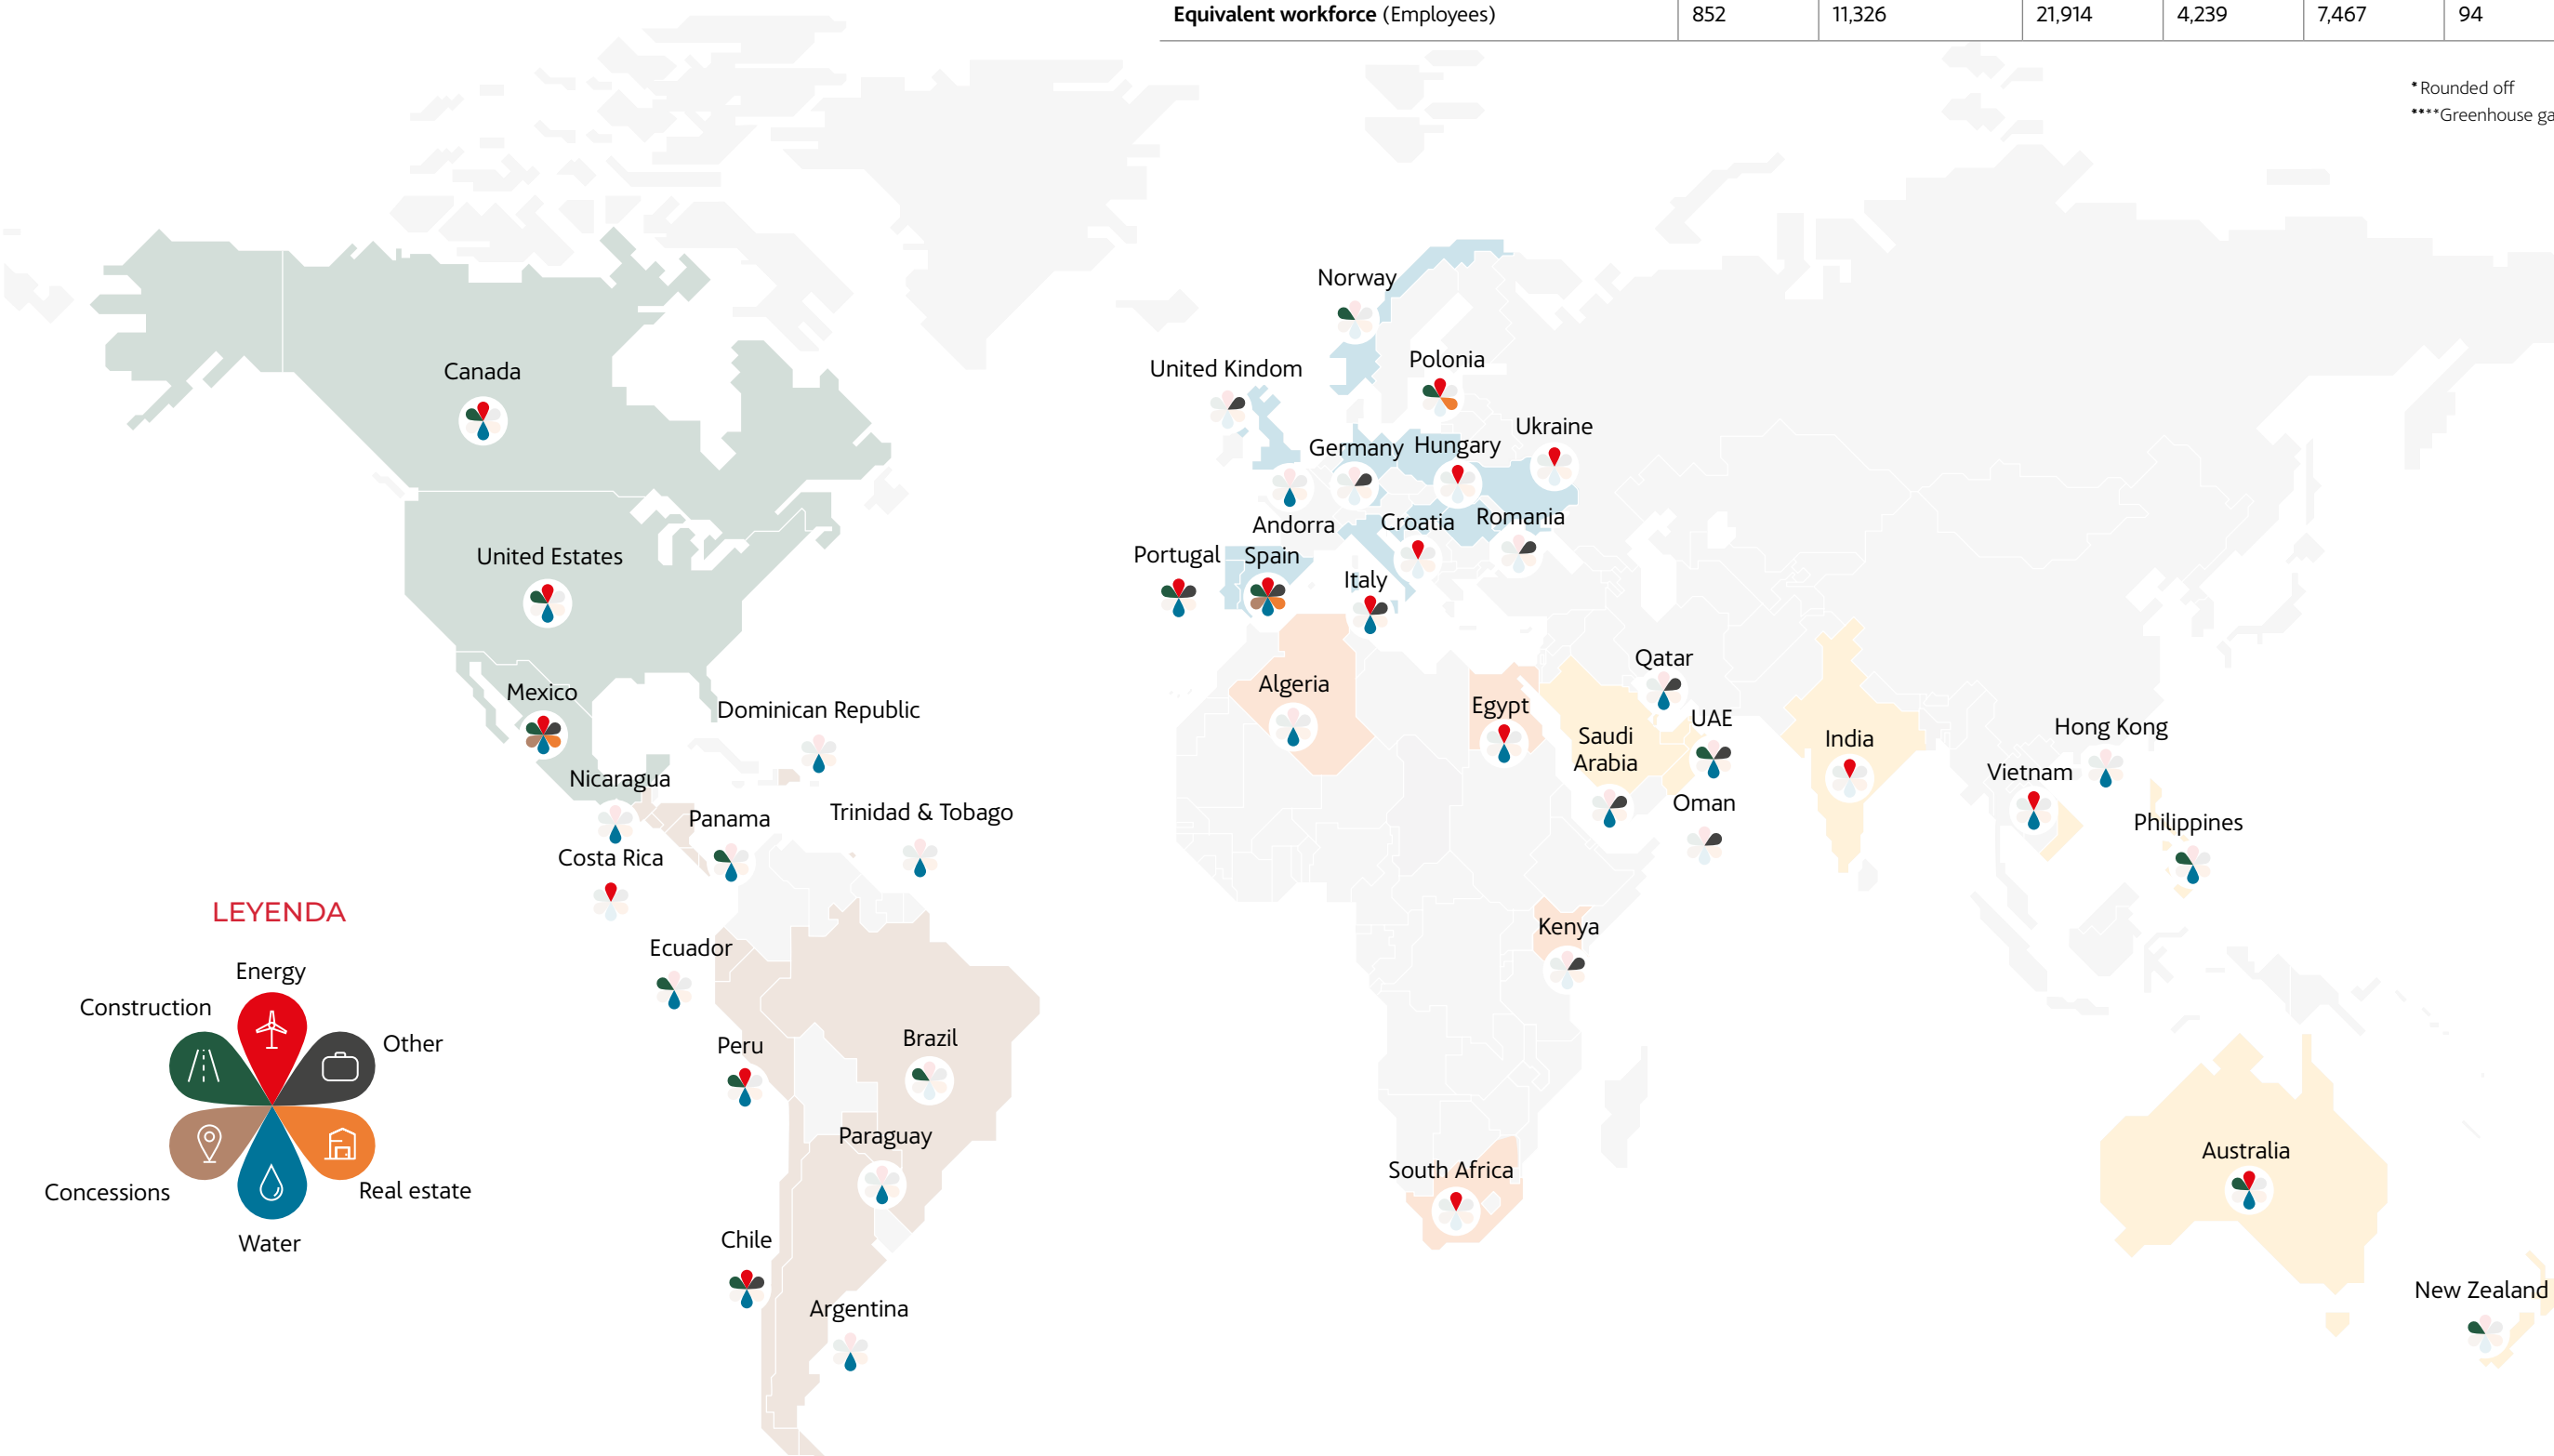 Equivalent workforce (Employees) 852 11,326 21,914 4,239 7,467 94
*Rounded off
****Greenhouse ga
Norway
United Kindom
Polonia
Canada
Ukraine
Germany
Hungary
Andorra
Croatia
Romania
United Estates
Portugal
Spain
Italy
Qatar
Algeria
Mexico
Egypt
Dominican Republic
UAE
Saudi
Arabia
India
Hong Kong
Nicaragua
Vietnam
Oman
Trinidad & Tobago
Panama
Philippines
Costa Rica
LEYENDA
Kenya
Ecuador
Energy
Construction
Brazil
Other
Peru
Paraguay
Australia
South Africa
Concessions
Real estate
Chile
Water
New Zealand
Argentina